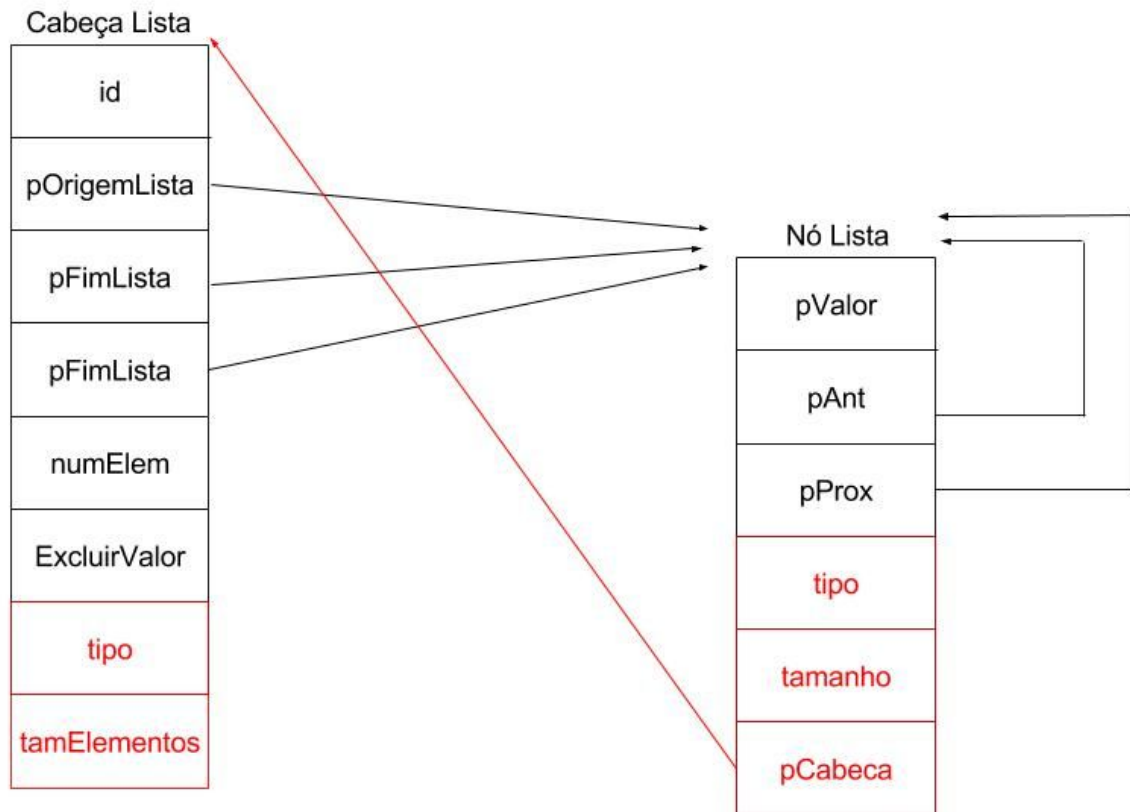 Cabeça Lista
id
pOrigemLista
pFimLista
pFimLista
numElem
ExcluirValor
tipo
tamElementos
Nó Lista
pValor
pAnt
pProx
tipo
tamanho
pCabeca